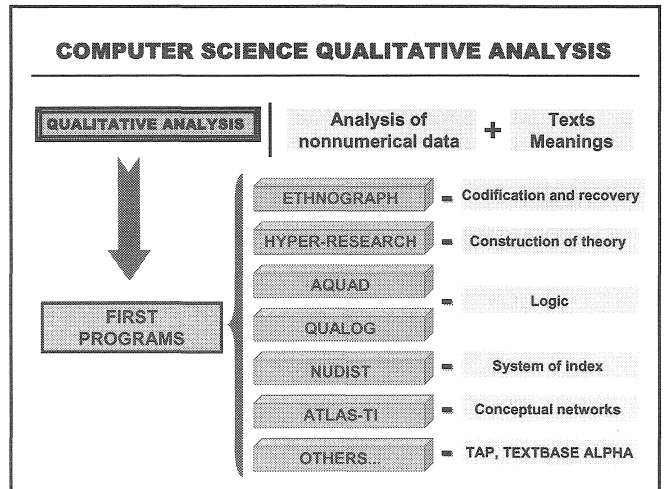 COMPUTER SCIENCE QUALITATIVE ANALYSIS
QUALITATIVE ANALYSIS
Analysis of
nonnumerical data
+
Texts
Meanings
FIRST
PROGRAMS
ETHNOGRAPH - Codification and recovery
HYPER-RESEARCH - Construction of theory
AQUAD
QUALOG
- Logic
NUDIST - System of index
ATLAS-TI - Conceptual networks
OTHERS... - TAP, TEXTBASE ALPHA